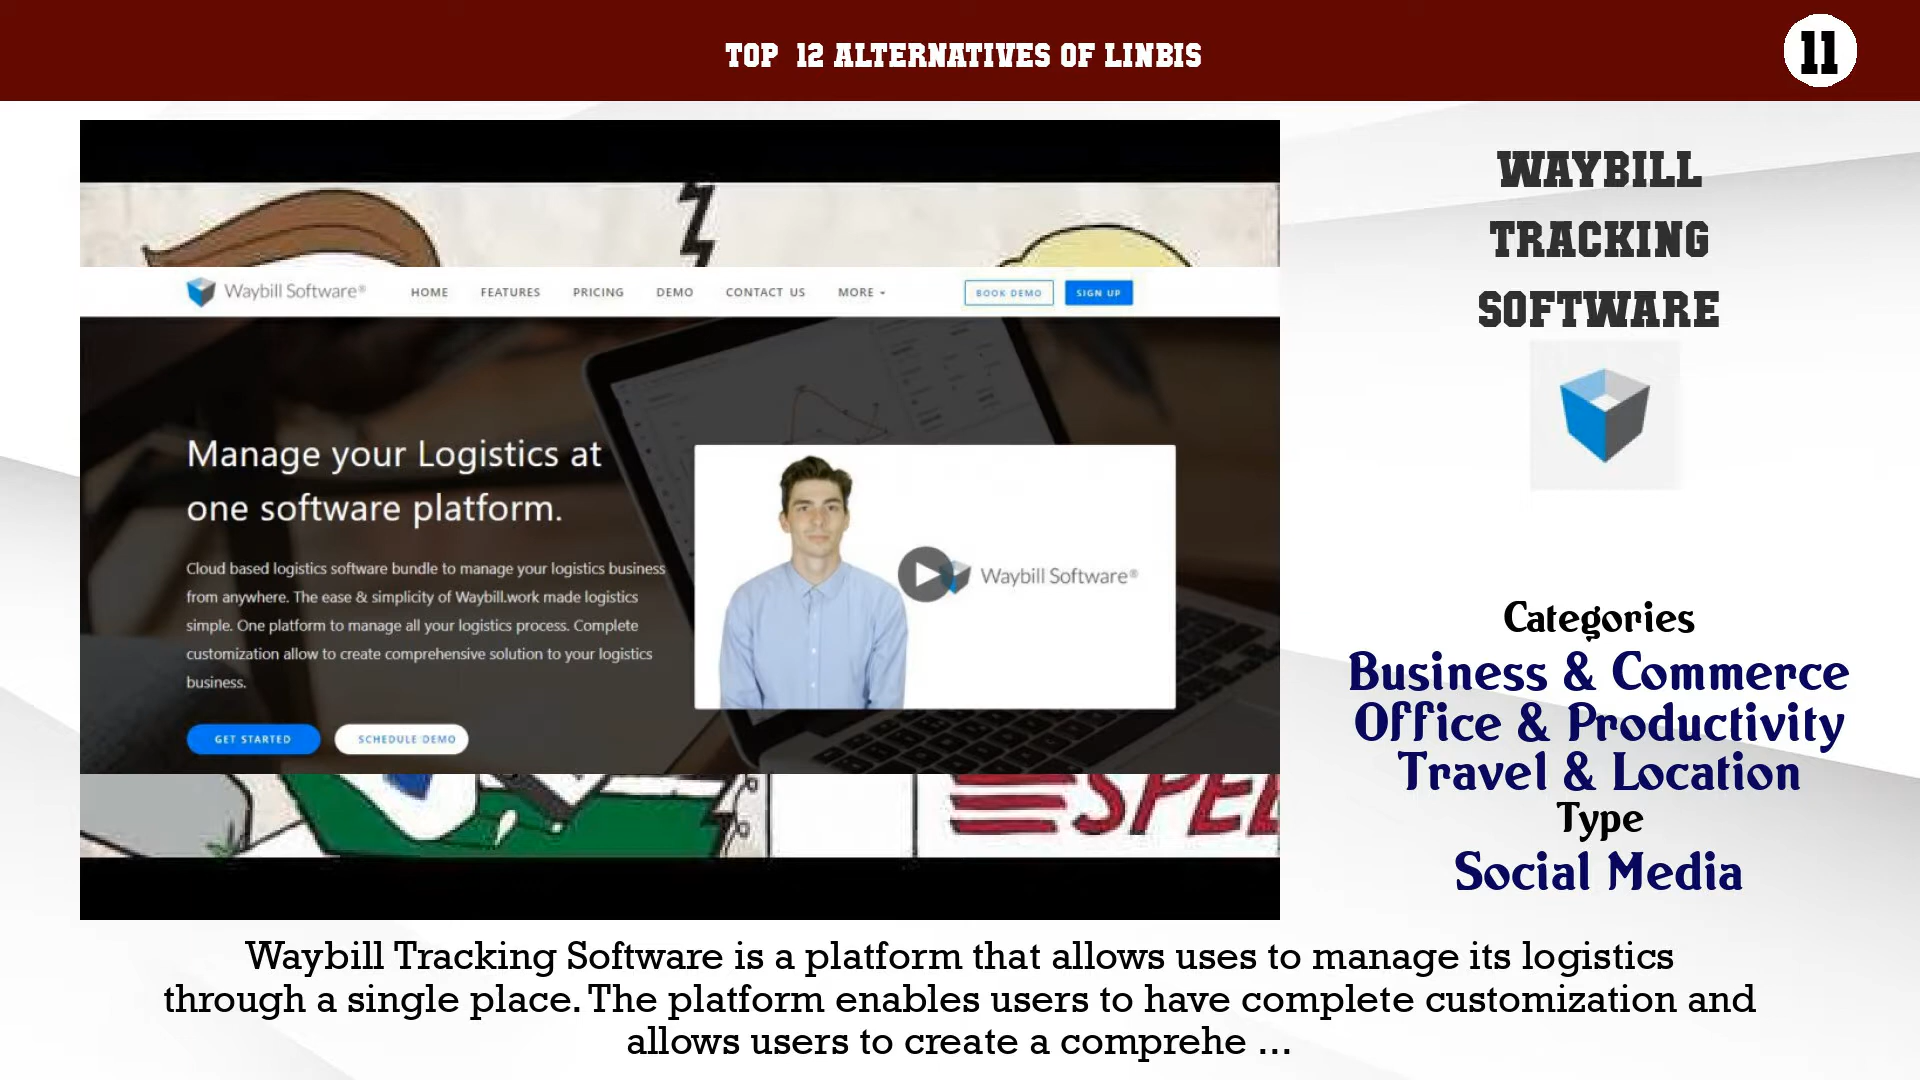 TOP 12 ALTERNATIVES OF LINBIS
11
Waybill Software®
HOME
FEATURES
PRICING
DEMO
CONTACT US
MORE
BOOK DEMO
SIGN UP
Manage your Logistics at
one software platform.
Cloud based logistics software bundle to manage your logistics business
from anywhere. The ease & simplicity of Waybill.work made logistics
simple. One platform to manage all your logistics process. Complete
customization allow to create comprehensive solution to your logistics
business.
GET STARTED
SCHEDULE DEMO
Waybill Software®
WAYBILL
TRACKING
SOFTWARE
Categories
Business & Commerce
Office & Productivity
Travel & Location
Type
Social Media
Waybill Tracking Software is a platform that allows uses to manage its logistics
through a single place. The platform enables users to have complete customization and
allows users to create a comprehe ...